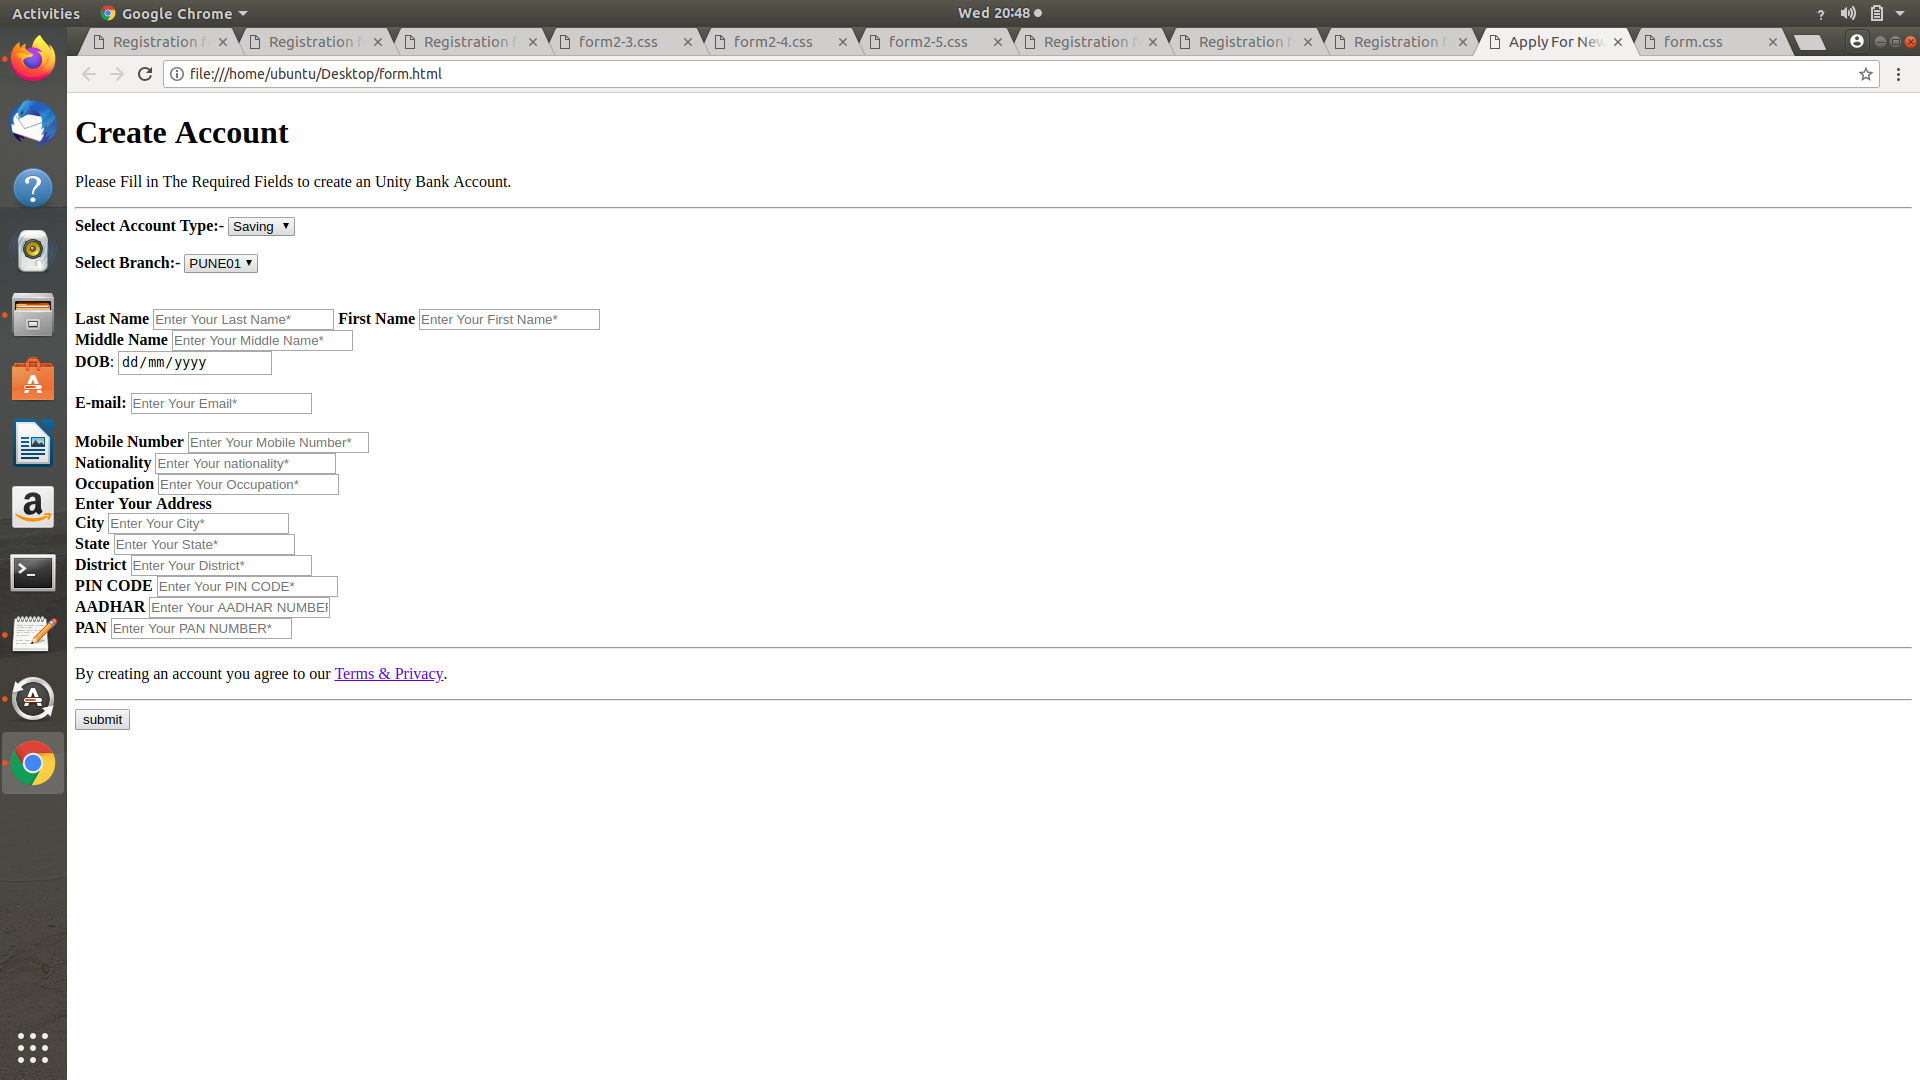 Activities Google Chrome Wed 20:48 ?
Registration f Registration f Registration f form2-3.css form2-4.css form2-5.css Registration f Registration f Registration f Apply For New form.css
file:///home/ubuntu/Desktop/form.html
Create Account
Please Fill in The Required Fields to create an Unity Bank Account.
Select Account Type:- Saving
Select Branch:- PUNE01
Last Name Enter Your Last Name* First Name Enter Your First Name*
Middle Name Enter Your Middle Name*
DOB: dd/mm/yyyy
E-mail: Enter Your Email*
Mobile Number Enter Your Mobile Number*
Nationality Enter Your nationality*
Occupation Enter Your Occupation*
Enter Your Address
City Enter Your City*
State Enter Your State*
District Enter Your District*
PIN CODE Enter Your PIN CODE*
AADHAR Enter Your AADHAR NUMBER
PAN Enter Your PAN NUMBER*
By creating an account you agree to our Terms & Privacy.
submit